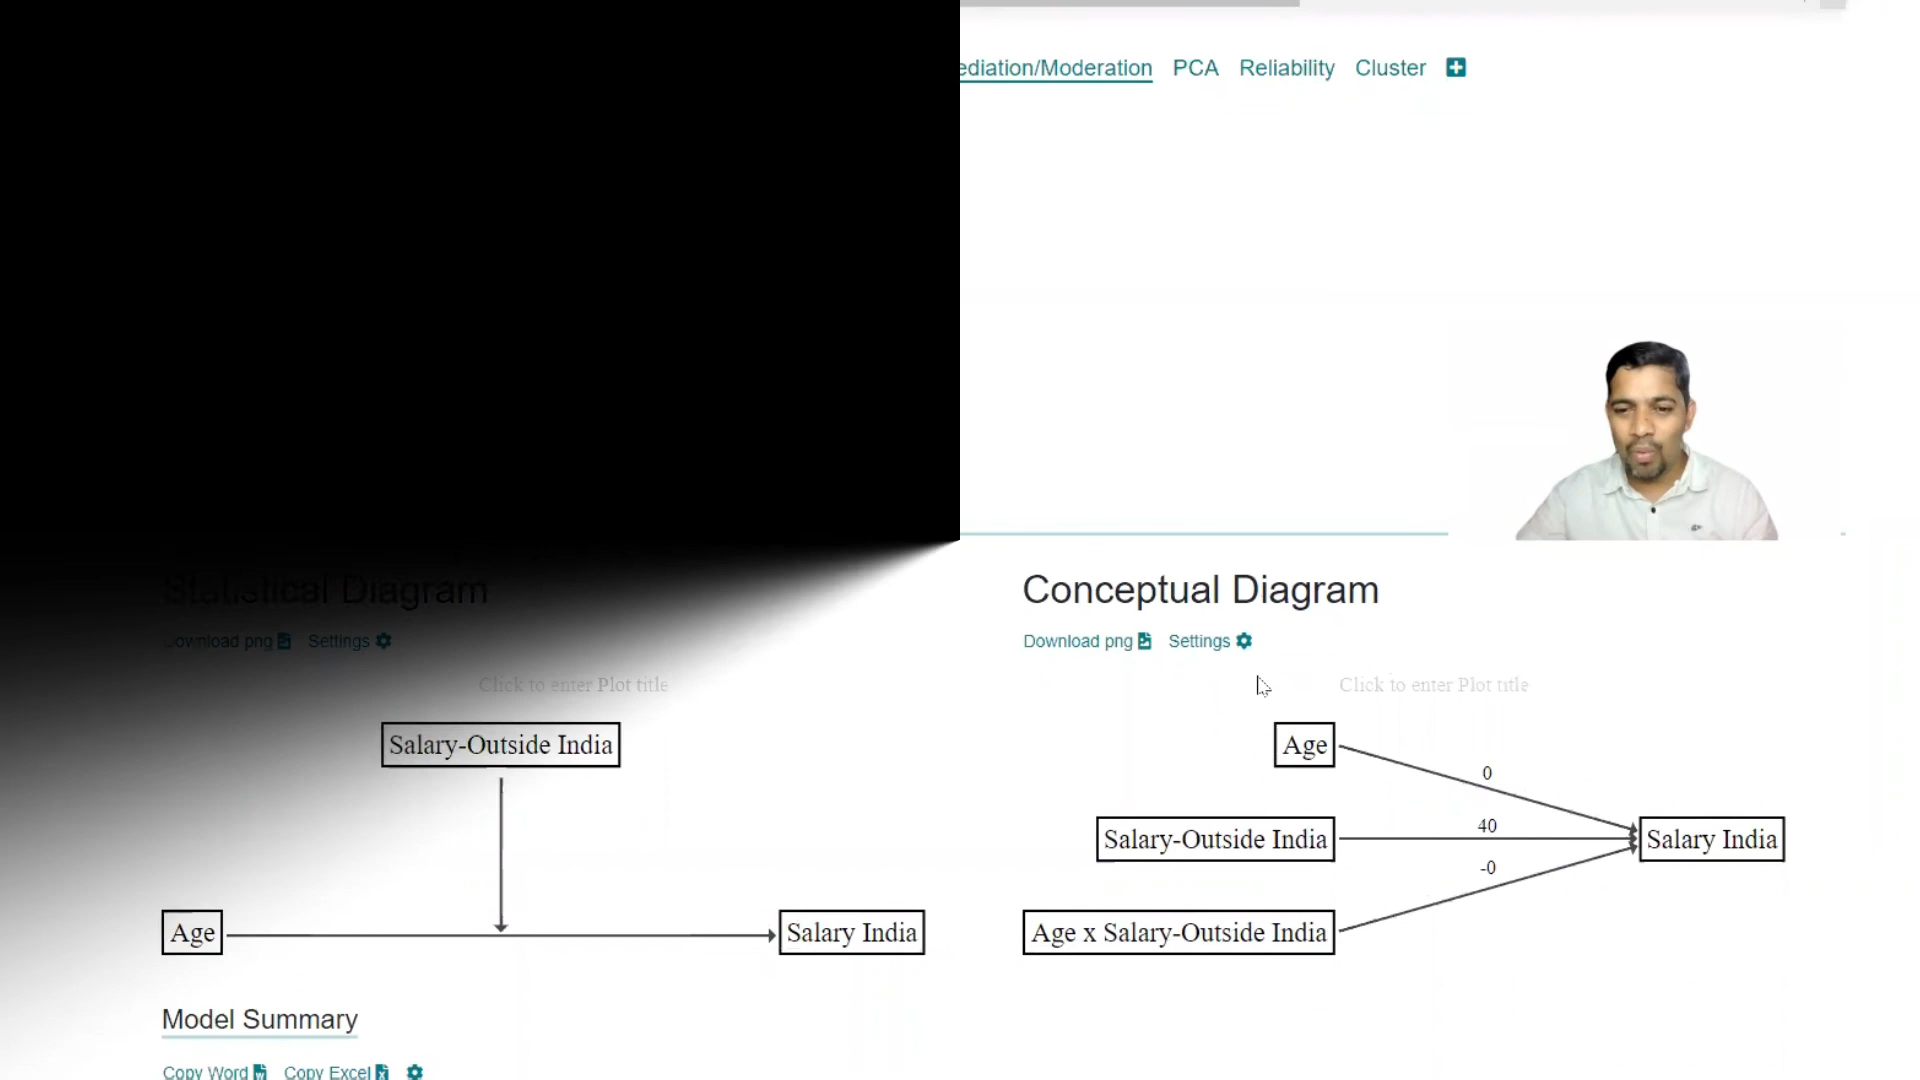 ediation/Moderation PCA Reliability Cluster
Statistical Diagram
Download png Settings
Click to enter Plot title
Salary-Outside India
Age
Salary India
Conceptual Diagram
Download png Settings
Click to enter Plot title
Age
0
Salary-Outside India
40
Salary India
-0
Age x Salary-Outside India
Model Summary
Copy Word Copy Excel